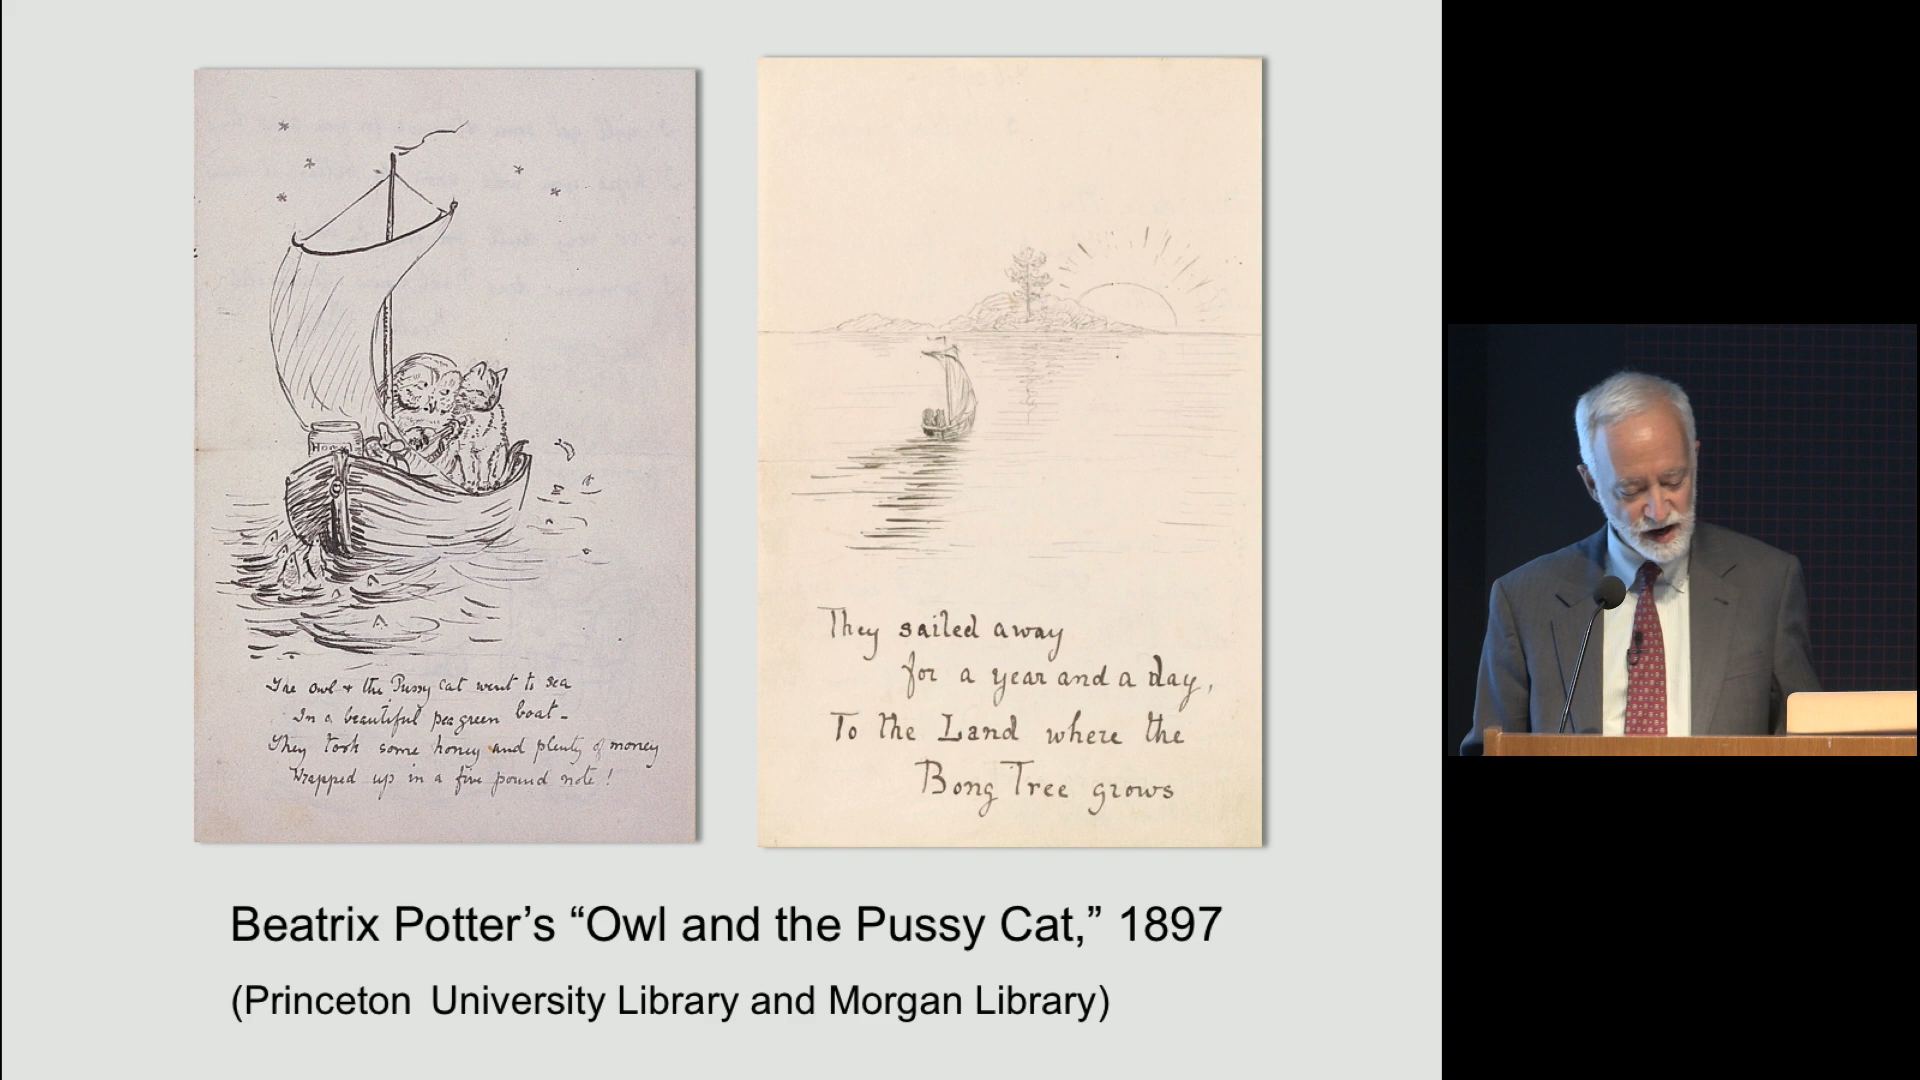 HONEY
The owl + the Pussy cat went to sea
In a beautiful pea green boat -
They took some honey and plenty of money
Wrapped up in a five pound note!
They sailed away
for a year and a day,
To the Land where the
Bong Tree grows
Beatrix Potter's “Owl and the Pussy Cat,” 1897
(Princeton University Library and Morgan Library)